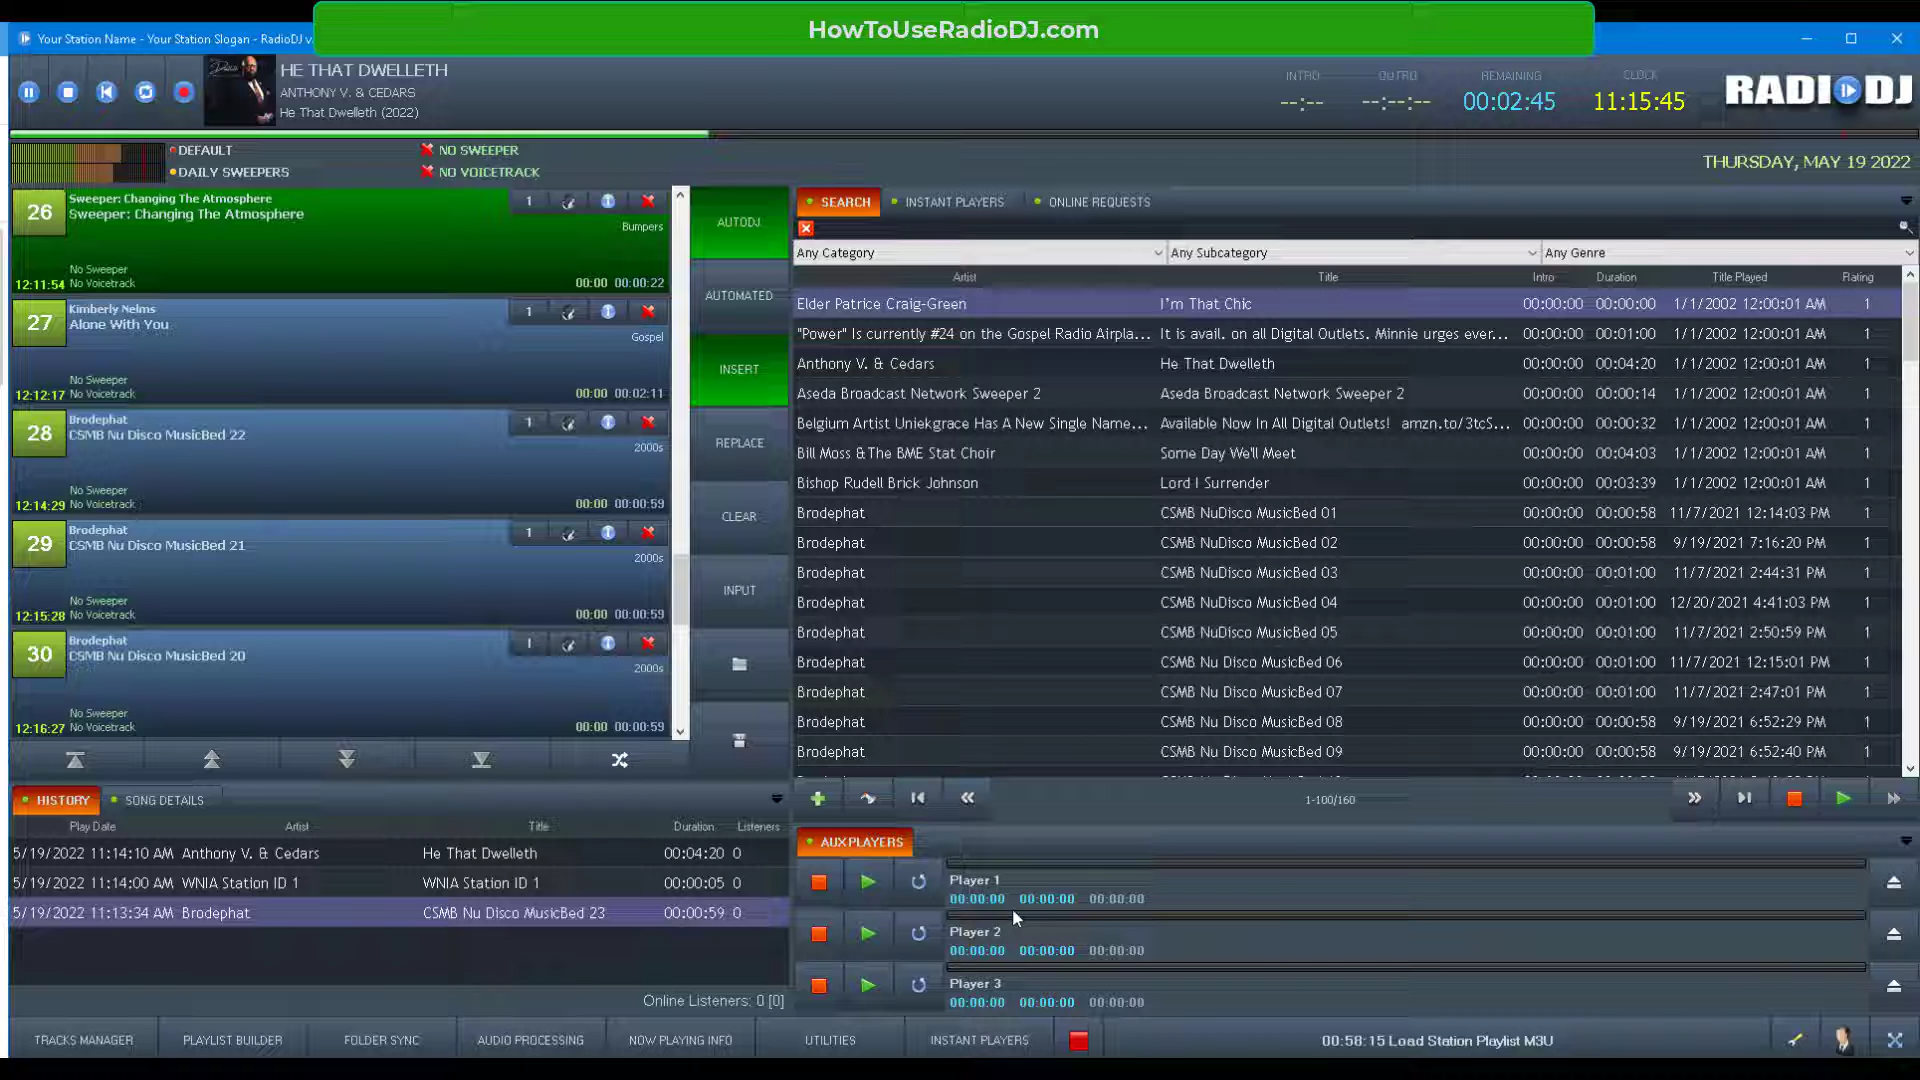 HowToUseRadioDJ.com
Your Station Name - Your Station Slogan - RadioDJ v
HE THAT DWELLETH
ANTHONY V. & CEDARS
He That Dwelleth (2022)
INTRO
--:--
OUTRO
--:--:--
REMAINING
00:02:45
CLOCK
11:15:45
RADIODJ
DEFAULT
DAILY SWEEPERS
NO SWEEPER
NO VOICETRACK
THURSDAY, MAY 19 2022
26
Sweeper: Changing The Atmosphere
Sweeper: Changing The Atmosphere
1
Bumpers
No Sweeper
12:11:54 No Voicetrack 00:00 00:00:22
27
Kimberly Nelms
Alone With You
1
Gospel
No Sweeper
12:12:17 No Voicetrack 00:00 00:02:11
28
Brodephat
CSMB Nu Disco MusicBed 22
1
2000s
No Sweeper
12:14:29 No Voicetrack 00:00 00:00:59
29
Brodephat
CSMB Nu Disco MusicBed 21
1
2000s
No Sweeper
12:15:28 No Voicetrack 00:00 00:00:59
30
Brodephat
CSMB Nu Disco MusicBed 20
1
2000s
No Sweeper
12:16:27 No Voicetrack 00:00 00:00:59
AUTODJ
AUTOMATED
INSERT
REPLACE
CLEAR
INPUT
SEARCH INSTANT PLAYERS ONLINE REQUESTS
Any Category Any Subcategory Any Genre
Artist Title Intro Duration Title Played Rating
Elder Patrice Craig-Green I'm That Chic 00:00:00 00:00:00 1/1/2002 12:00:01 AM 1
"Power" Is currently #24 on the Gospel Radio Airpla... It is avail. on all Digital Outlets. Minnie urges ever... 00:00:00 00:01:00 1/1/2002 12:00:01 AM 1
Anthony V. & Cedars He That Dwelleth 00:00:00 00:04:20 1/1/2002 12:00:01 AM 1
Aseda Broadcast Network Sweeper 2 Aseda Broadcast Network Sweeper 2 00:00:00 00:00:14 1/1/2002 12:00:01 AM 1
Belgium Artist Uniekgrace Has A New Single Name... Available Now In All Digital Outlets! amzn.to/3tcS... 00:00:00 00:00:32 1/1/2002 12:00:01 AM 1
Bill Moss & The BME Stat Choir Some Day We'll Meet 00:00:00 00:04:03 1/1/2002 12:00:01 AM 1
Bishop Rudell Brick Johnson Lord I Surrender 00:00:00 00:03:39 1/1/2002 12:00:01 AM 1
Brodephat CSMB NuDisco MusicBed 01 00:00:00 00:00:58 11/7/2021 12:14:03 PM 1
Brodephat CSMB NuDisco MusicBed 02 00:00:00 00:00:58 9/19/2021 7:16:20 PM 1
Brodephat CSMB NuDisco MusicBed 03 00:00:00 00:01:00 11/7/2021 2:44:31 PM 1
Brodephat CSMB NuDisco MusicBed 04 00:00:00 00:01:00 12/20/2021 4:41:03 PM 1
Brodephat CSMB NuDisco MusicBed 05 00:00:00 00:01:00 11/7/2021 2:50:59 PM 1
Brodephat CSMB Nu Disco MusicBed 06 00:00:00 00:01:00 11/7/2021 12:15:01 PM 1
Brodephat CSMB Nu Disco MusicBed 07 00:00:00 00:01:00 11/7/2021 2:47:01 PM 1
Brodephat CSMB Nu Disco MusicBed 08 00:00:00 00:00:58 9/19/2021 6:52:29 PM 1
Brodephat CSMB Nu Disco MusicBed 09 00:00:00 00:00:58 9/19/2021 6:52:40 PM 1
1-100/160
HISTORY SONG DETAILS
Play Date Artist Title Duration Listeners
5/19/2022 11:14:10 AM Anthony V. & Cedars He That Dwelleth 00:04:20 0
5/19/2022 11:14:00 AM WNIA Station ID 1 WNIA Station ID 1 00:00:05 0
5/19/2022 11:13:34 AM Brodephat CSMB Nu Disco MusicBed 23 00:00:59 0
Online Listeners: 0 [0]
AUX PLAYERS
Player 1
00:00:00 00:00:00 00:00:00
Player 2
00:00:00 00:00:00 00:00:00
Player 3
00:00:00 00:00:00 00:00:00
TRACKS MANAGER PLAYLIST BUILDER FOLDER SYNC AUDIO PROCESSING NOW PLAYING INFO UTILITIES INSTANT PLAYERS 00:58:15 Load Station Playlist M3U